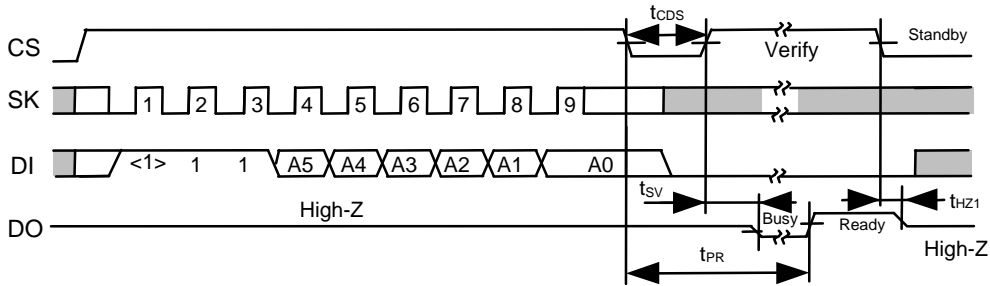 tCDS
CS
Verify
Standby
SK
1 2 3 4 5 6 7 8 9
DI
<1> 1 1 A5 A4 A3 A2 A1 A0
tSV
tHZ1
High-Z
Busy
Ready
DO
High-Z
tPR